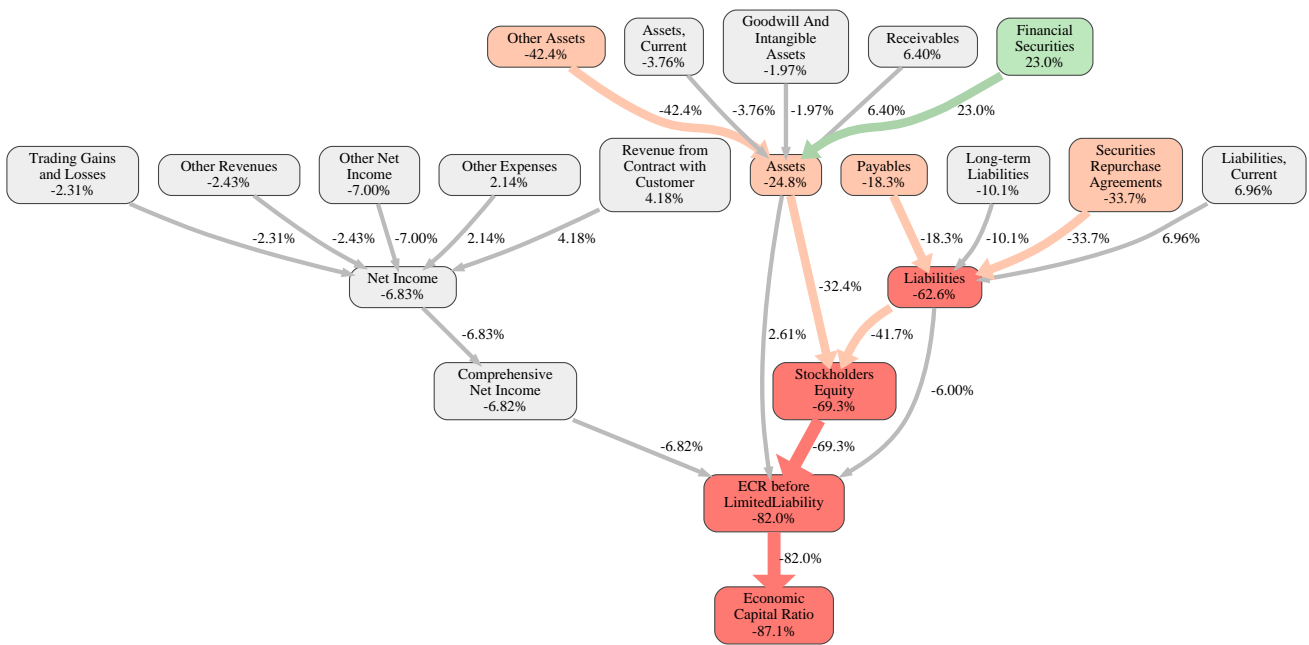 Other Assets
-42.4%
Assets,
Current
-3.76%
Goodwill And
Intangible
Assets
-1.97%
Receivables
6.40%
Financial
Securities
23.0%
-42.4%
-3.76%
-1.97%
6.40%
23.0%
Trading Gains
and Losses
-2.31%
Other Revenues
-2.43%
Other Net
Income
-7.00%
Other Expenses
2.14%
Revenue from
Contract with
Customer
4.18%
Assets
-24.8%
Payables
-18.3%
Long-term
Liabilities
-10.1%
Securities
Repurchase
Agreements
-33.7%
Liabilities,
Current
6.96%
-2.31%
-2.43%
-7.00%
2.14%
4.18%
-18.3%
-10.1%
-33.7%
6.96%
Net Income
-6.83%
-32.4%
Liabilities
-62.6%
-6.83%
2.61%
-41.7%
Comprehensive
Net Income
-6.82%
Stockholders
Equity
-69.3%
-6.00%
-6.82%
-69.3%
ECR before
LimitedLiability
-82.0%
-82.0%
Economic
Capital Ratio
-87.1%